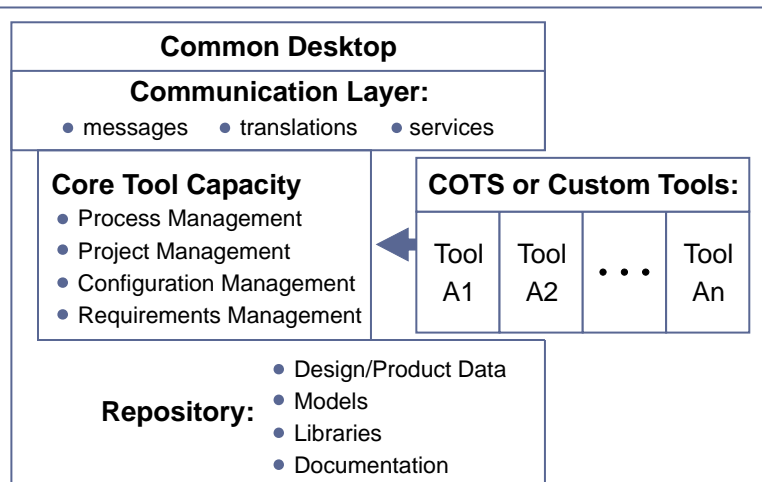 Common Desktop
Communication Layer:
• messages • translations • services
Core Tool Capacity
• Process Management
• Project Management
• Configuration Management
• Requirements Management
COTS or Custom Tools:
Tool A1
Tool A2
• • •
Tool An
Repository:
• Design/Product Data
• Models
• Libraries
• Documentation